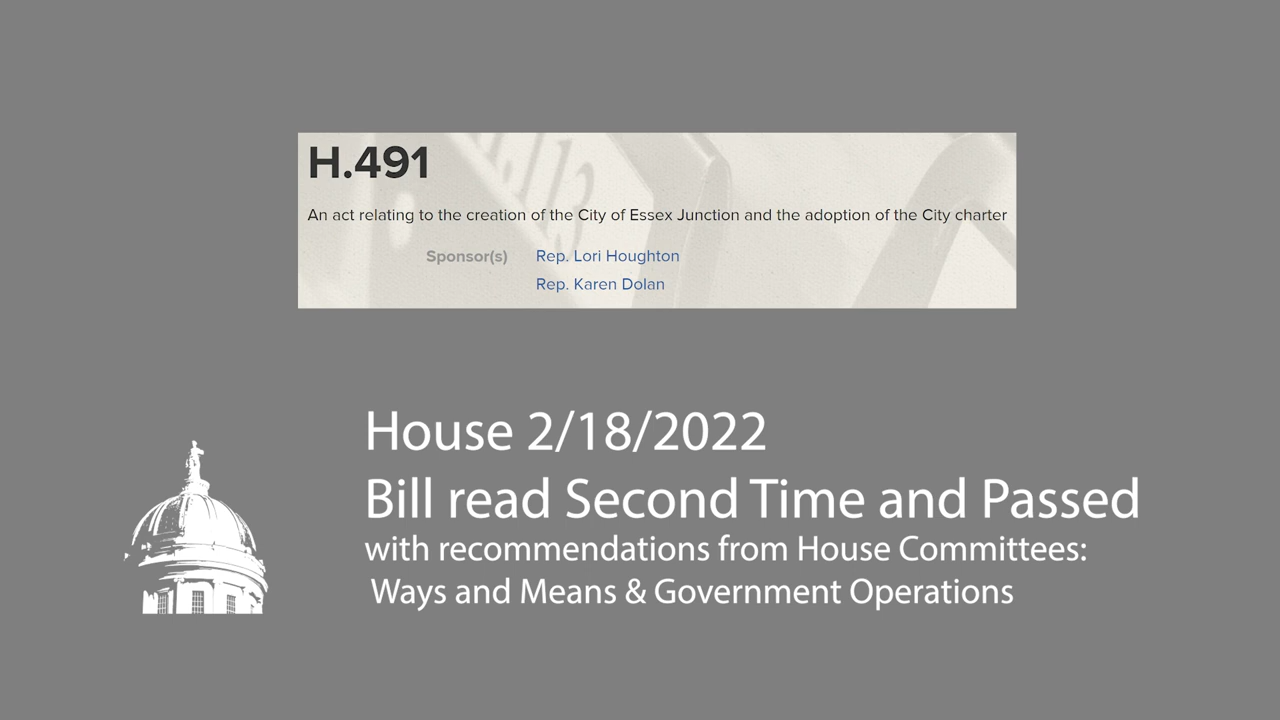 H.491
An act relating to the creation of the City of Essex Junction and the adoption of the City charter
Sponsor(s) Rep. Lori Houghton
Rep. Karen Dolan
House 2/18/2022
Bill read Second Time and Passed
with recommendations from House Committees:
Ways and Means & Government Operations